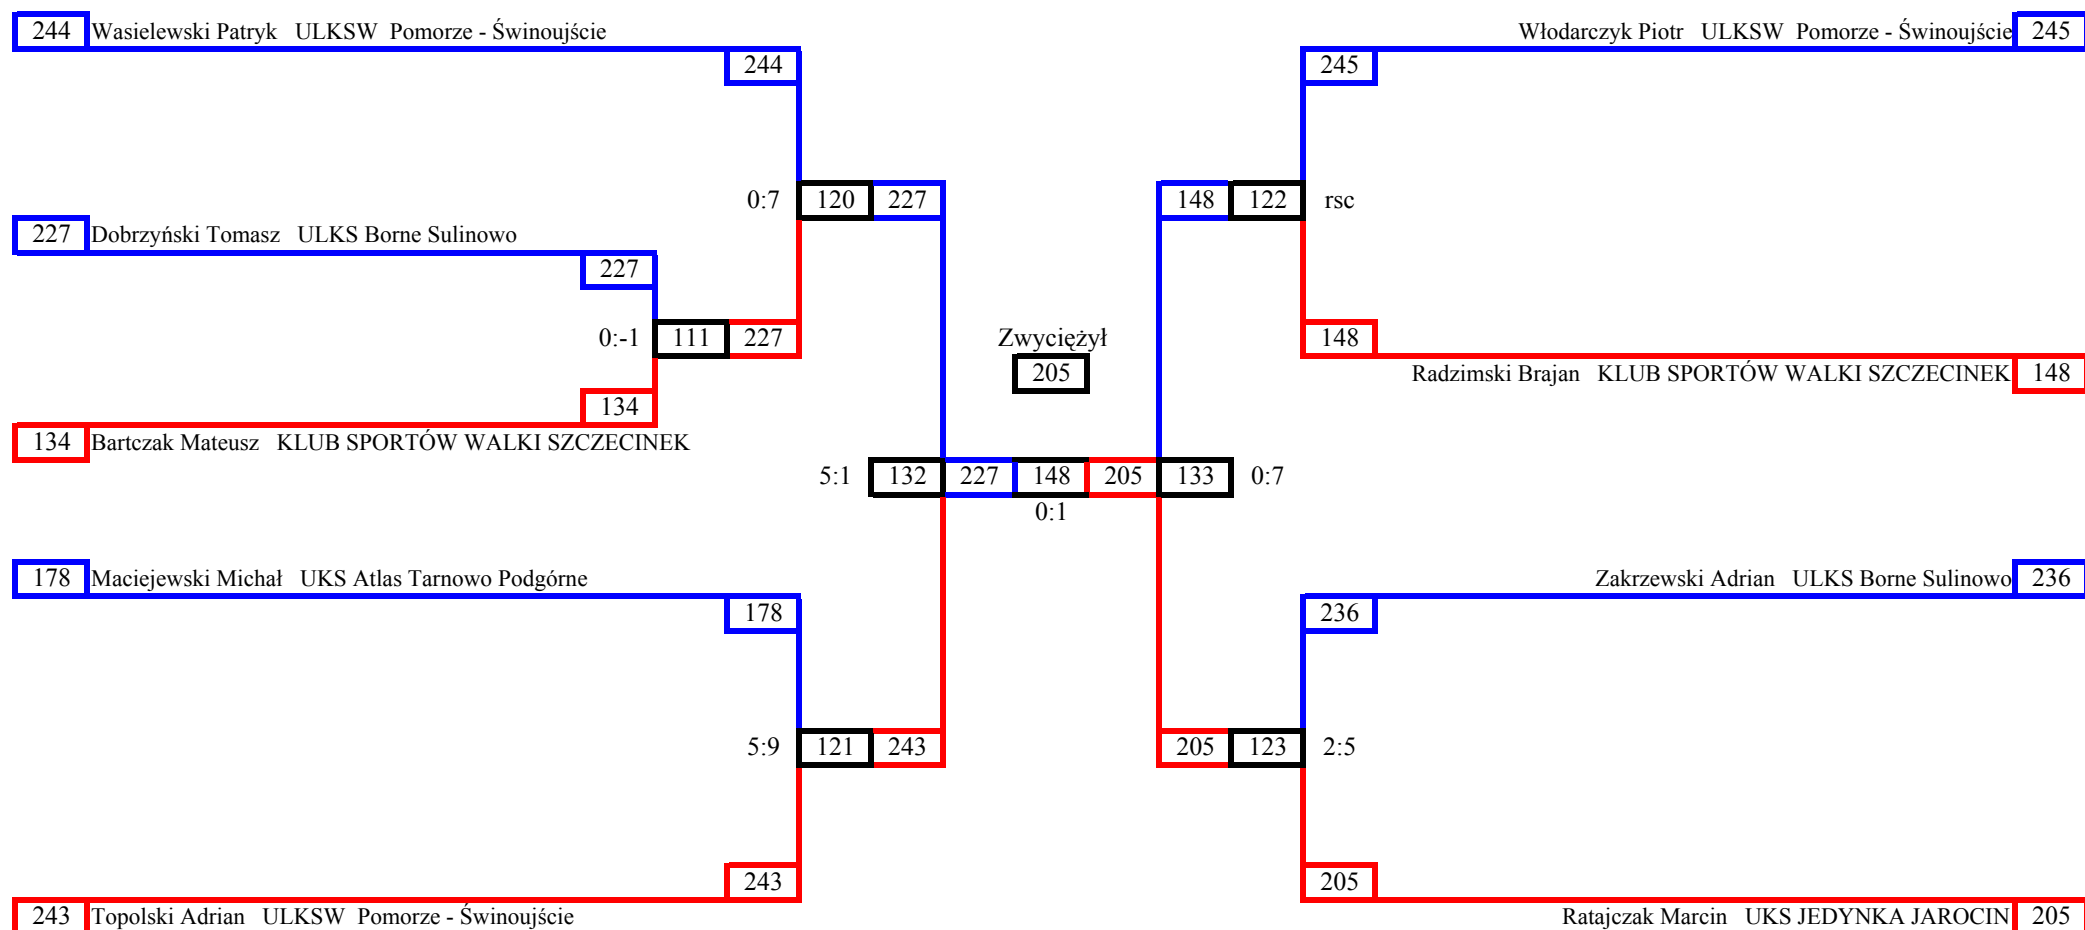 244 Wasielewski Patryk ULKSW Pomorze - Świnoujście
Włodarczyk Piotr ULKSW Pomorze - Świnoujście 245
244
245
0:7 120 227
148 122 rsc
227 Dobrzyński Tomasz ULKS Borne Sulinowo
227
0:-1 111 227
Zwyciężył
148
205
Radzimski Brajan KLUB SPORTÓW WALKI SZCZECINEK 148
134
134 Bartczak Mateusz KLUB SPORTÓW WALKI SZCZECINEK
5:1 132 227 148 205 133 0:7
0:1
178 Maciejewski Michał UKS Atlas Tarnowo Podgórne
Zakrzewski Adrian ULKS Borne Sulinowo 236
178
236
5:9 121 243
205 123 2:5
243
205
243 Topolski Adrian ULKSW Pomorze - Świnoujście
Ratajczak Marcin UKS JEDYNKA JAROCIN 205